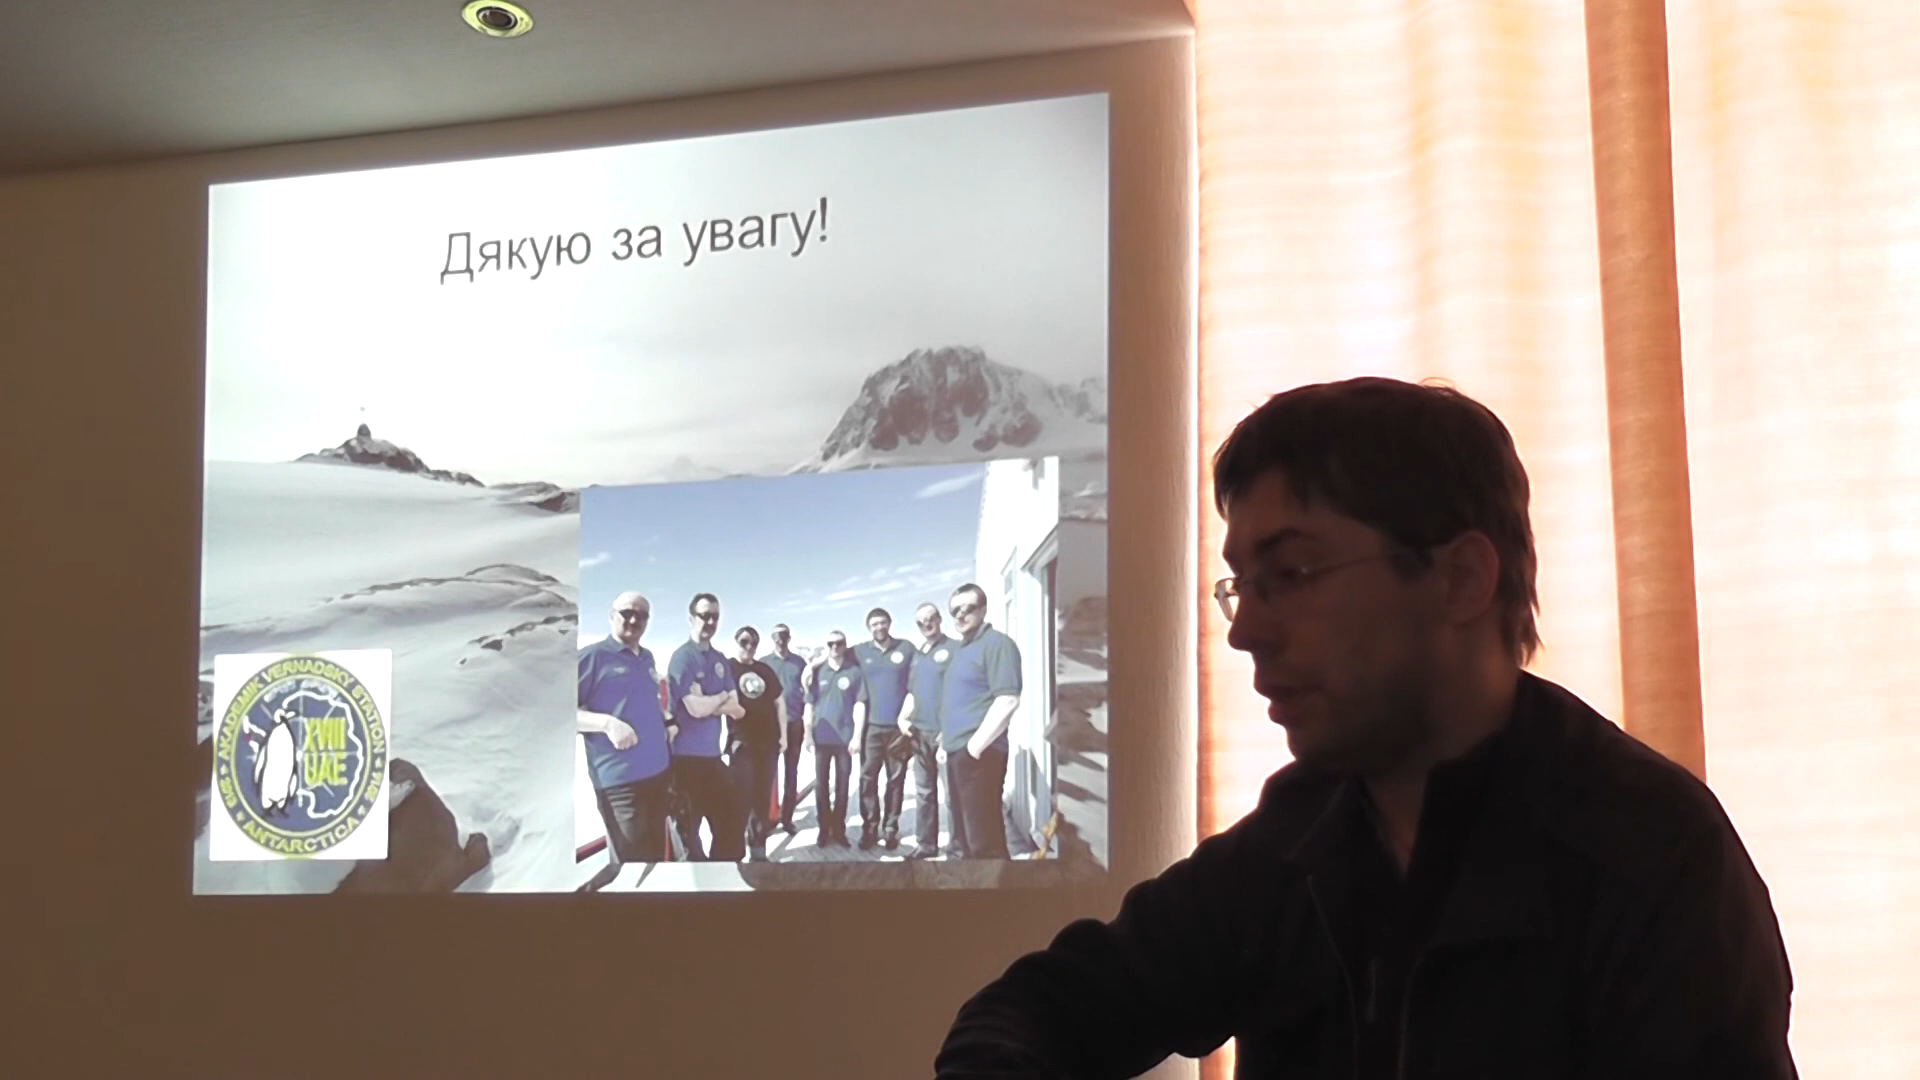 Дякую за увагу!
AKADEMIK VERNADSKY STATION
XVIII
UAE
ANTARCTICA